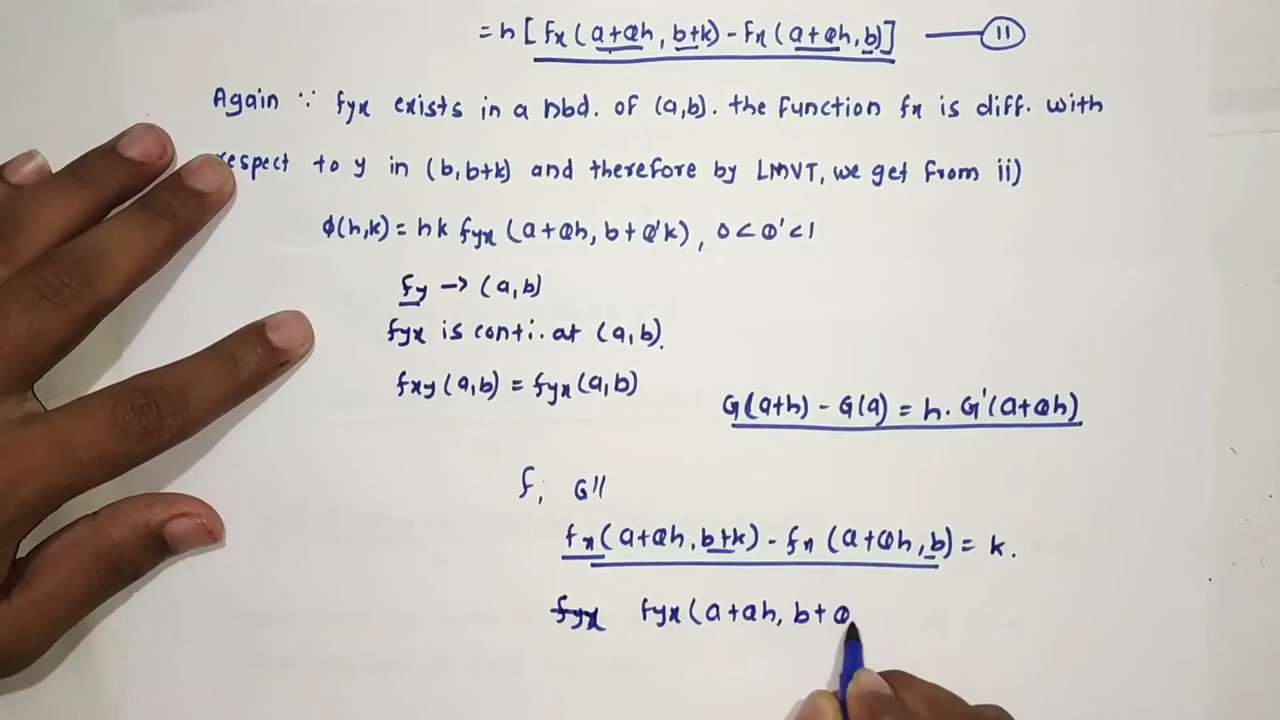 = h [ fx ( a+θh , b+k) - fx ( a+θh , b)] —— 11
Again ∵ fyx exists in a nbd. of (a,b). the function fx is diff. with
respect to y in (b, b+k) and therefore by LMVT, we get from ii)
ϕ(h,k) = hk fyx (a+θh, b+θ'k) , 0<θ'<1
fy → (a,b)
fyx is conti. at (a,b).
fxy (a,b) = fyx (a,b)
G(a+h) - G(a) = h. G'(a+θh)
f, G'/
fx (a+θh, b+k) - fx (a+θh, b) = k.
fyx fyx (a+θh, b+θ